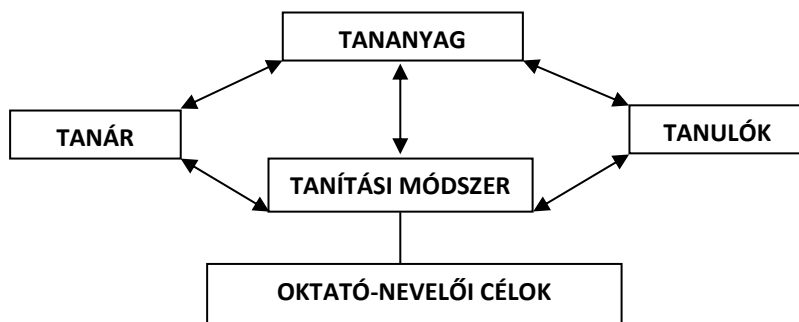 TANANYAG
TANÁR
TANULÓK
TANÍTÁSI MÓDSZER
OKTATÓ-NEVELŐI CÉLOK